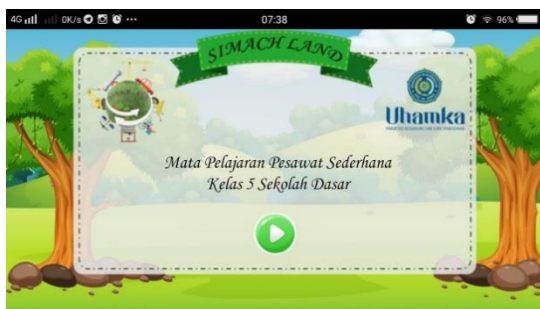 4G 0K/s ... 07:38 96%
SIMACH LAND
Uhamka
Mata Pelajaran Pesawat Sederhana
Kelas 5 Sekolah Dasar